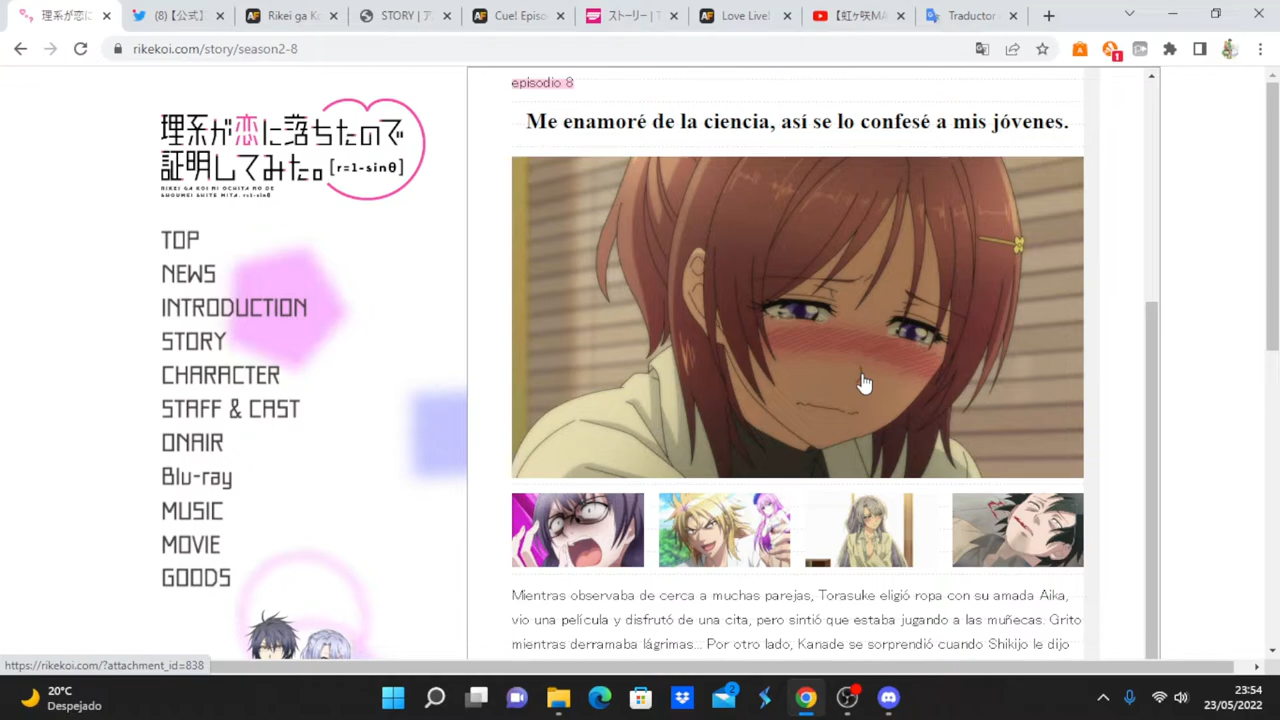 理系が恋に
(8)【公式】
Rikei ga Ko
STORY | ア
Cue! Episo
ストーリー | T
Love Live!
【虹ヶ咲MA
Traductor
rikekoi.com/story/season2-8
1
理系が恋に落ちたので
証明してみた。[r=1-sinθ]
RIKEI GA KOI NI OCHITA NO DE
SHOUMEI SHITE MITA. r=1-sinθ
TOP
NEWS
INTRODUCTION
STORY
CHARACTER
STAFF & CAST
ONAIR
Blu-ray
MUSIC
MOVIE
GOODS
episodio 8
Me enamoré de la ciencia, así se lo confesé a mis jóvenes.
Mientras observaba de cerca a muchas parejas, Torasuke eligió ropa con su amada Aika,
vio una película y disfrutó de una cita, pero sintió que estaba jugando a las muñecas. Grito
mientras derramaba lágrimas... Por otro lado, Kanade se sorprendió cuando Shikijo le dijo
https://rikekoi.com/?attachment_id=838
20°C
Despejado
2
23:54
23/05/2022